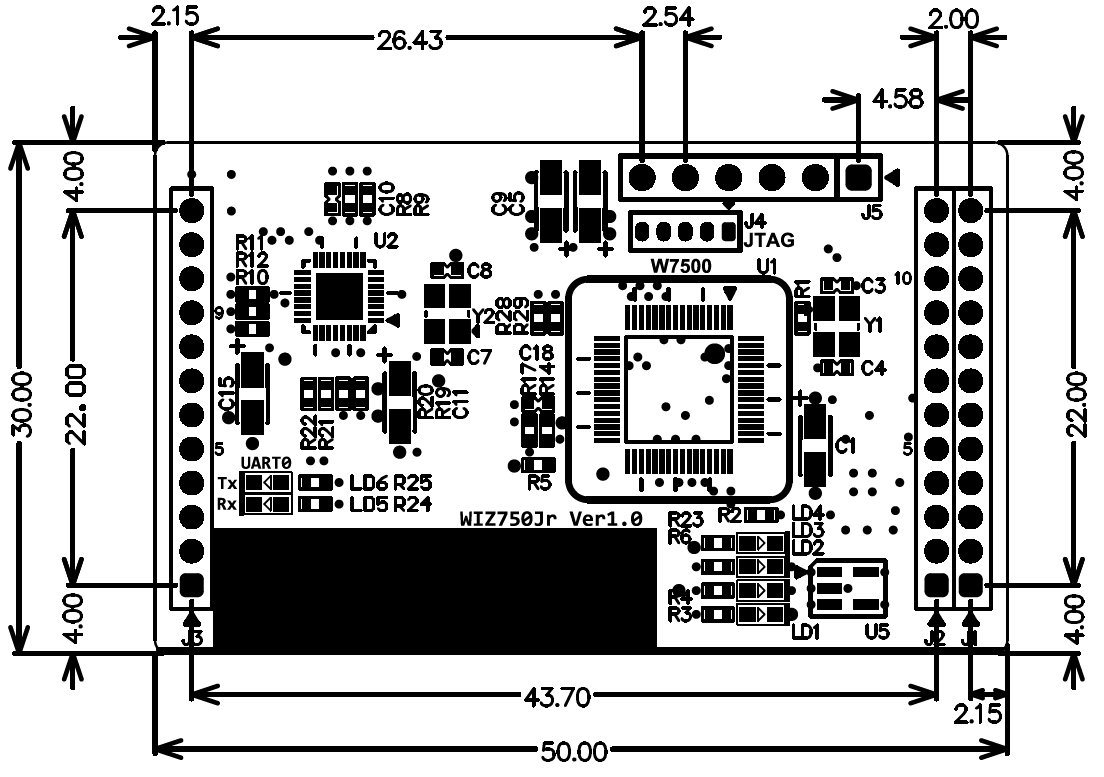 2.15
26.43
2.54
2.00
4.58
4.00
4.00
30.00
22.00
22.00
4.00
4.00
43.70
2.15
50.00
C10
R8
R9
C9
C5
J5
J4
JTAG
W7500
U1
U2
R11
R12
R10
9
C8
Y2
C7
R28
R29
R1
C3
10
Y1
C4
C18
R17
R14
C15
R20
R19
C11
R22
R21
5
C1
5
UART0
Tx
LD6 R25
Rx
LD5 R24
R5
WIZ750Jr Ver1.0
R23
R6
R2
LD4
LD3
LD2
R4
R3
LD1
U5
J3
J2
J1